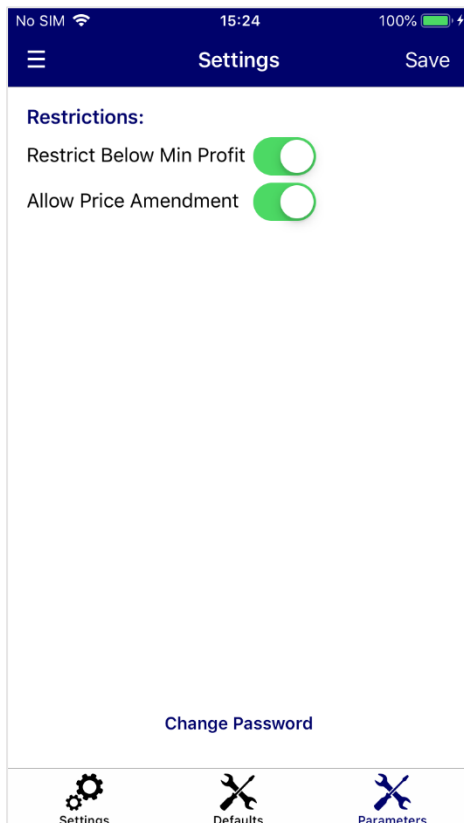 No SIM 15:24 100%
☰ Settings Save
Restrictions:
Restrict Below Min Profit
Allow Price Amendment
Change Password
Settings Defaults Parameters